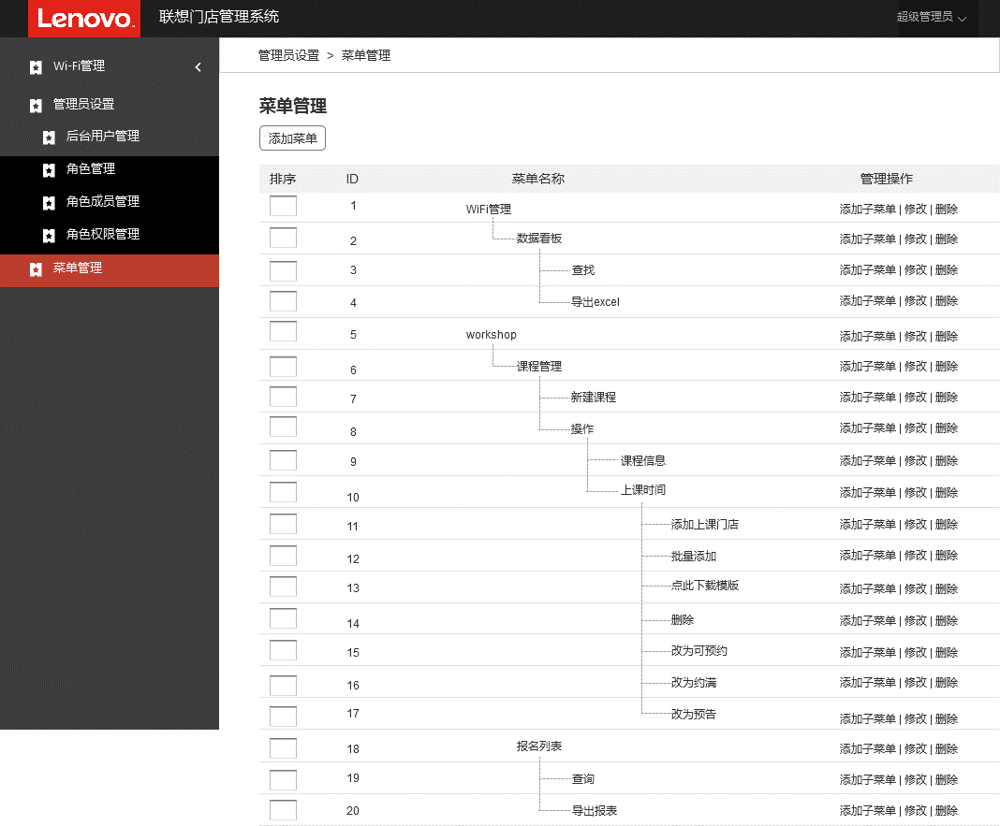 Lenovo.
联想门店管理系统
超级管理员
Wi-Fi管理
管理员设置
后台用户管理
角色管理
角色成员管理
角色权限管理
菜单管理
管理员设置 > 菜单管理
菜单管理
添加菜单
排序 ID 菜单名称 管理操作
1 WiFi管理 添加子菜单 | 修改 | 删除
2 数据看板 添加子菜单 | 修改 | 删除
3 查找 添加子菜单 | 修改 | 删除
4 导出excel 添加子菜单 | 修改 | 删除
5 workshop 添加子菜单 | 修改 | 删除
6 课程管理 添加子菜单 | 修改 | 删除
7 新建课程 添加子菜单 | 修改 | 删除
8 操作 添加子菜单 | 修改 | 删除
9 课程信息 添加子菜单 | 修改 | 删除
10 上课时间 添加子菜单 | 修改 | 删除
11 添加上课门店 添加子菜单 | 修改 | 删除
12 批量添加 添加子菜单 | 修改 | 删除
13 点此下载模版 添加子菜单 | 修改 | 删除
14 删除 添加子菜单 | 修改 | 删除
15 改为可预约 添加子菜单 | 修改 | 删除
16 改为约满 添加子菜单 | 修改 | 删除
17 改为预告 添加子菜单 | 修改 | 删除
18 报名列表 添加子菜单 | 修改 | 删除
19 查询 添加子菜单 | 修改 | 删除
20 导出报表 添加子菜单 | 修改 | 删除